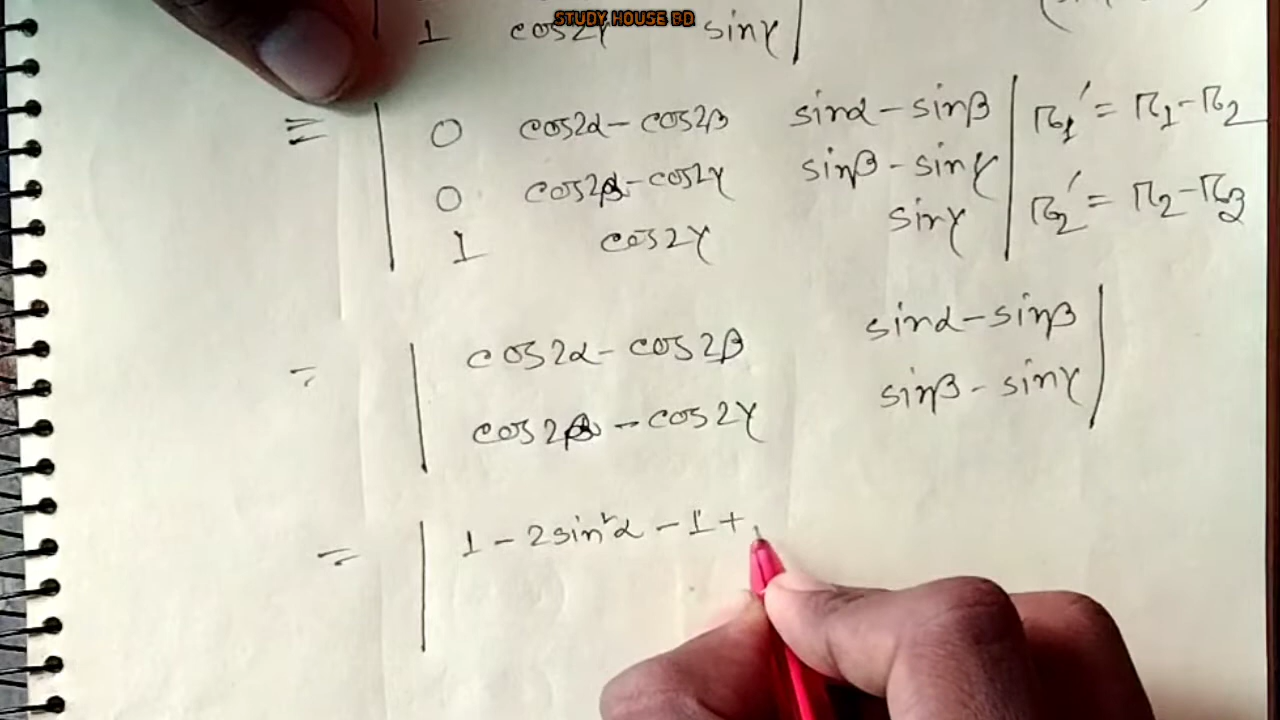 STUDY HOUSE BD
1 cos2γ sinγ
= | 0 cos2α - cos2β sinα - sinβ | r₁' = r₁ - r₂
0 cos2β - cos2γ sinβ - sinγ r₂' = r₂ - r₃
1 cos2γ sinγ
= | cos2α - cos2β sinα - sinβ |
cos2β - cos2γ sinβ - sinγ
= | 1 - 2sin²α - 1 +